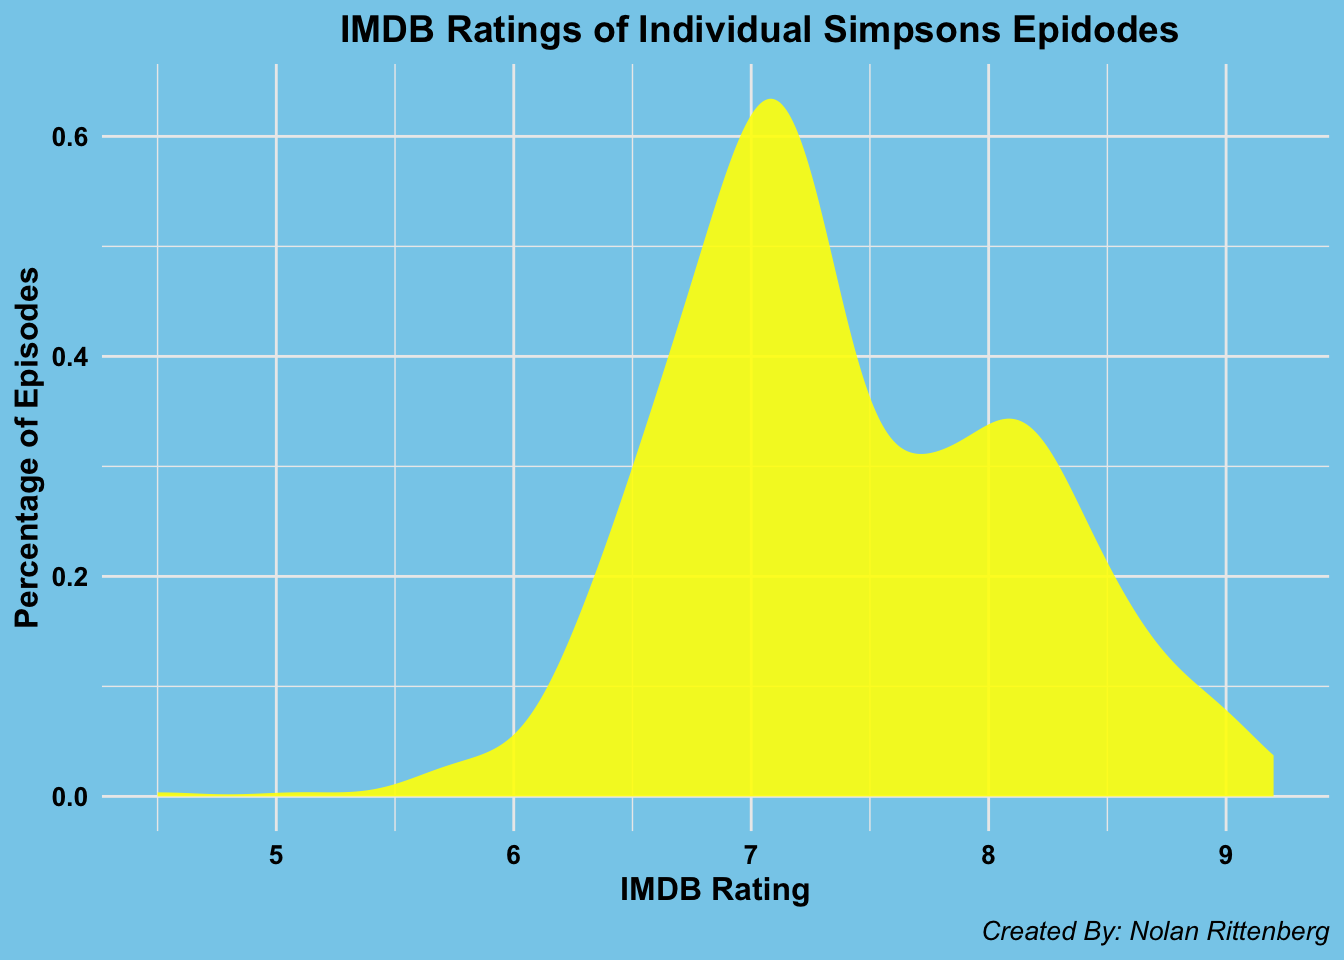 IMDB Ratings of Individual Simpsons Epidodes
Percentage of Episodes
0.6
0.4
0.2
0.0
5 6 7 8 9
IMDB Rating
Created By: Nolan Rittenberg